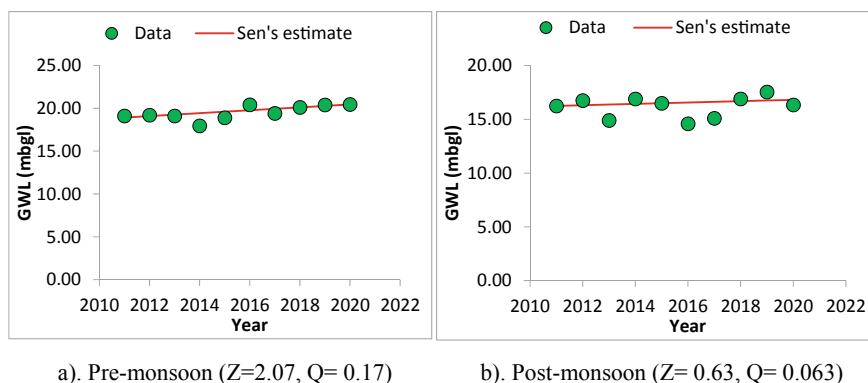 Data Sen's estimate
25.00
20.00
15.00
10.00
5.00
0.00
GWL (mbgl)
2010 2012 2014 2016 2018 2020 2022
Year
Data Sen's estimate
20.00
15.00
10.00
5.00
0.00
GWL (mbgl)
2010 2012 2014 2016 2018 2020 2022
Year
a). Pre-monsoon (Z=2.07, Q= 0.17)
b). Post-monsoon (Z= 0.63, Q= 0.063)